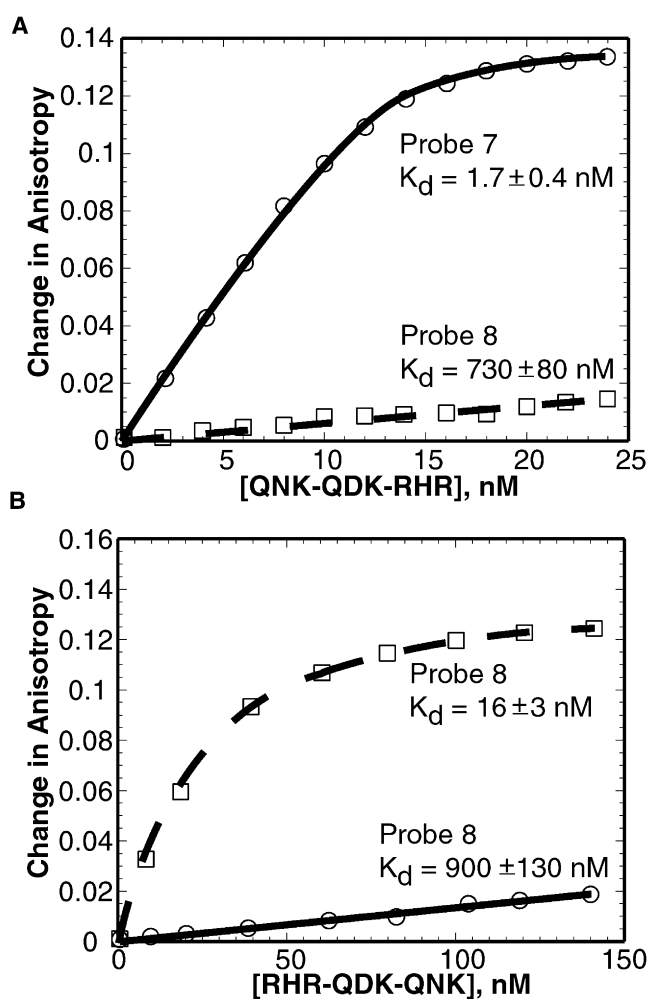 A
0.14
0.12
0.1
0.08
0.06
0.04
0.02
0
Change in Anisotropy
Probe 7
Kd = 1.7±0.4 nM
Probe 8
Kd = 730±80 nM
0 5 10 15 20 25
[QNK-QDK-RHR], nM
B
0.16
0.14
0.12
0.1
0.08
0.06
0.04
0.02
0
Change in Anisotropy
Probe 8
Kd = 16±3 nM
Probe 8
Kd = 900±130 nM
0 50 100 150
[RHR-QDK-QNK], nM